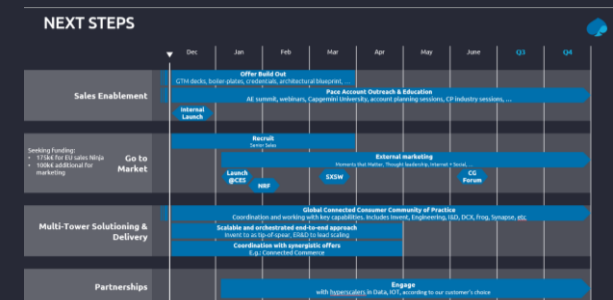 NEXT STEPS
Dec Jan Feb Mar Apr May June Q3 Q4
Sales Enablement
Offer Build Out
GTM decks, boiler-plates, credentials, architectural blueprint, ...
Pace Account Outreach & Education
AE summit, webinars, Capgemini University, account planning sessions, CP industry sessions, ...
Internal
Launch
Seeking funding:
• 175k€ for EU sales Ninja
• 100k€ additional for
marketing
Go to
Market
Recruit
Senior Sales
External marketing
Moments that Matter, Thought leadership, Internet + Social, ...
Launch
@CES
NRF
SXSW
CG
Forum
Multi-Tower Solutioning &
Delivery
Global Connected Consumer Community of Practice
Coordination and working with key capabilities. Includes Invent, Engineering, I&D, DCX, frog, Synapse, etc
Scalable and orchestrated end-to-end approach
Invent to as tip-of-spear, ER&D to lead scaling
Coordination with synergistic offers
E.g.: Connected Commerce
Partnerships
Engage
with hyperscalers in Data, IOT, according to our customer's choice